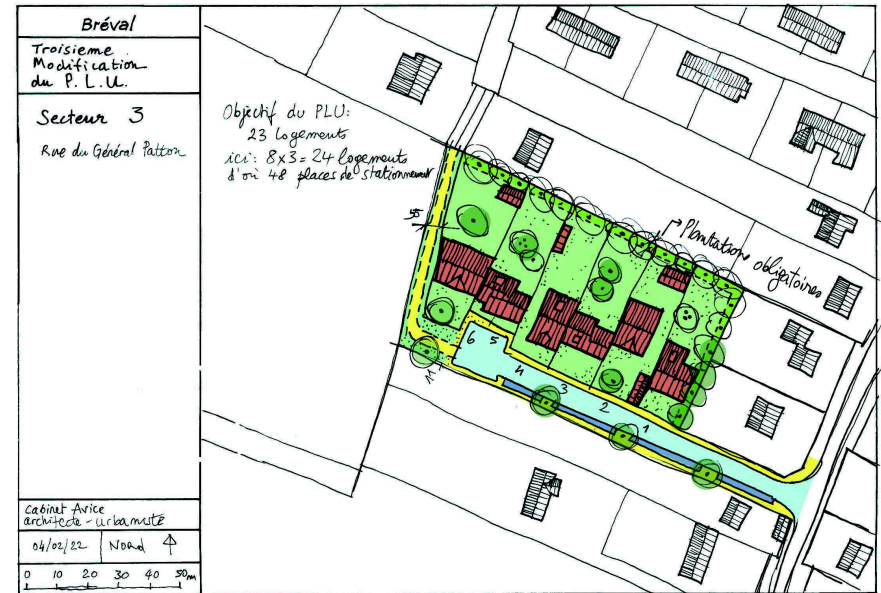 Bréval
Troisieme
Modification
du P.L.U.
Secteur 3
Rue du Général Patton
Objectif du PLU:
23 logements
ici: 8x3 = 24 logements
d'où 48 places de stationnement
Plantations obligatoires
6
5
4
3
2
1
cabinet Avice
architecte - urbaniste
04/02/22
Nord
0 10 20 30 40 50m